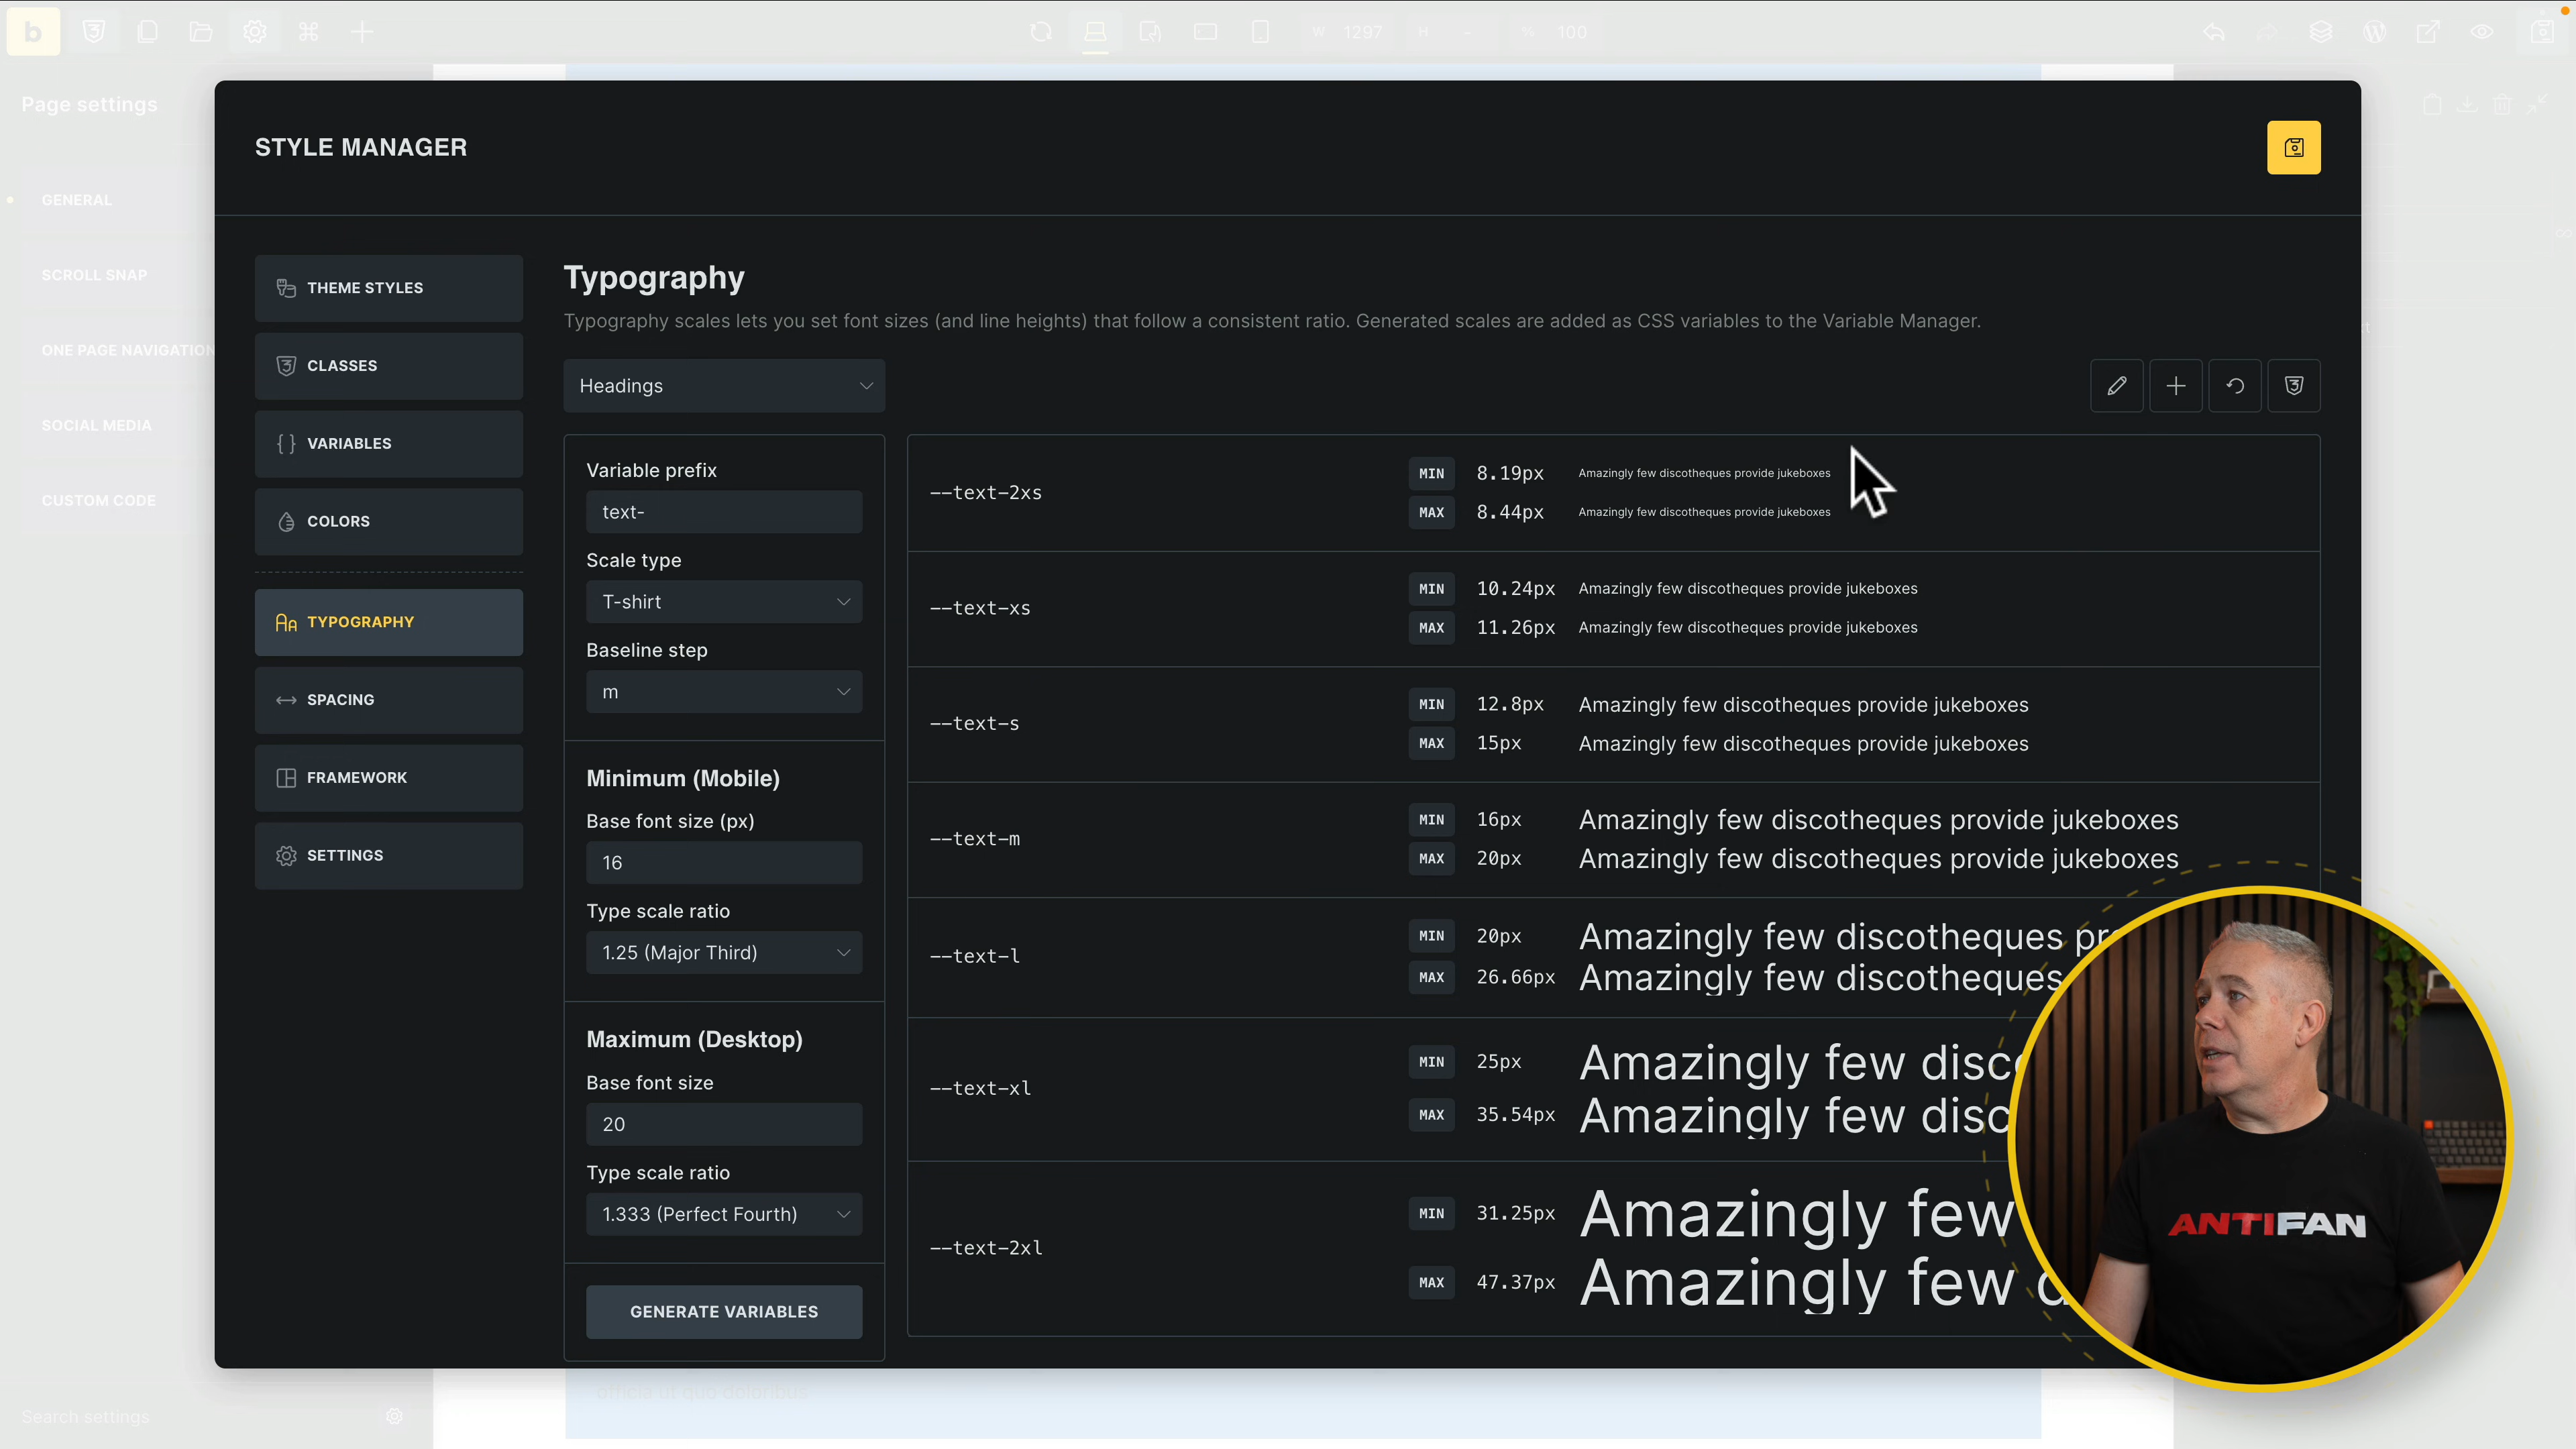 b
W 1297 H - % 100
Page settings
GENERAL
SCROLL SNAP
ONE PAGE NAVIGATION
SOCIAL MEDIA
CUSTOM CODE
Search settings
STYLE MANAGER
THEME STYLES
CLASSES
VARIABLES
COLORS
TYPOGRAPHY
SPACING
FRAMEWORK
SETTINGS
Typography
Typography scales lets you set font sizes (and line heights) that follow a consistent ratio. Generated scales are added as CSS variables to the Variable Manager.
Headings
Variable prefix
text-
Scale type
T-shirt
Baseline step
m
Minimum (Mobile)
Base font size (px)
16
Type scale ratio
1.25 (Major Third)
Maximum (Desktop)
Base font size
20
Type scale ratio
1.333 (Perfect Fourth)
GENERATE VARIABLES
--text-2xs
MIN 8.19px Amazingly few discotheques provide jukeboxes
MAX 8.44px Amazingly few discotheques provide jukeboxes
--text-xs
MIN 10.24px Amazingly few discotheques provide jukeboxes
MAX 11.26px Amazingly few discotheques provide jukeboxes
--text-s
MIN 12.8px Amazingly few discotheques provide jukeboxes
MAX 15px Amazingly few discotheques provide jukeboxes
--text-m
MIN 16px Amazingly few discotheques provide jukeboxes
MAX 20px Amazingly few discotheques provide jukeboxes
--text-l
MIN 20px Amazingly few discotheques
MAX 26.66px Amazingly few discotheques
--text-xl
MIN 25px Amazingly few disc
MAX 35.54px Amazingly few disc
--text-2xl
MIN 31.25px Amazingly few
MAX 47.37px Amazingly few
ANTIFAN
officia ut quo doloribus